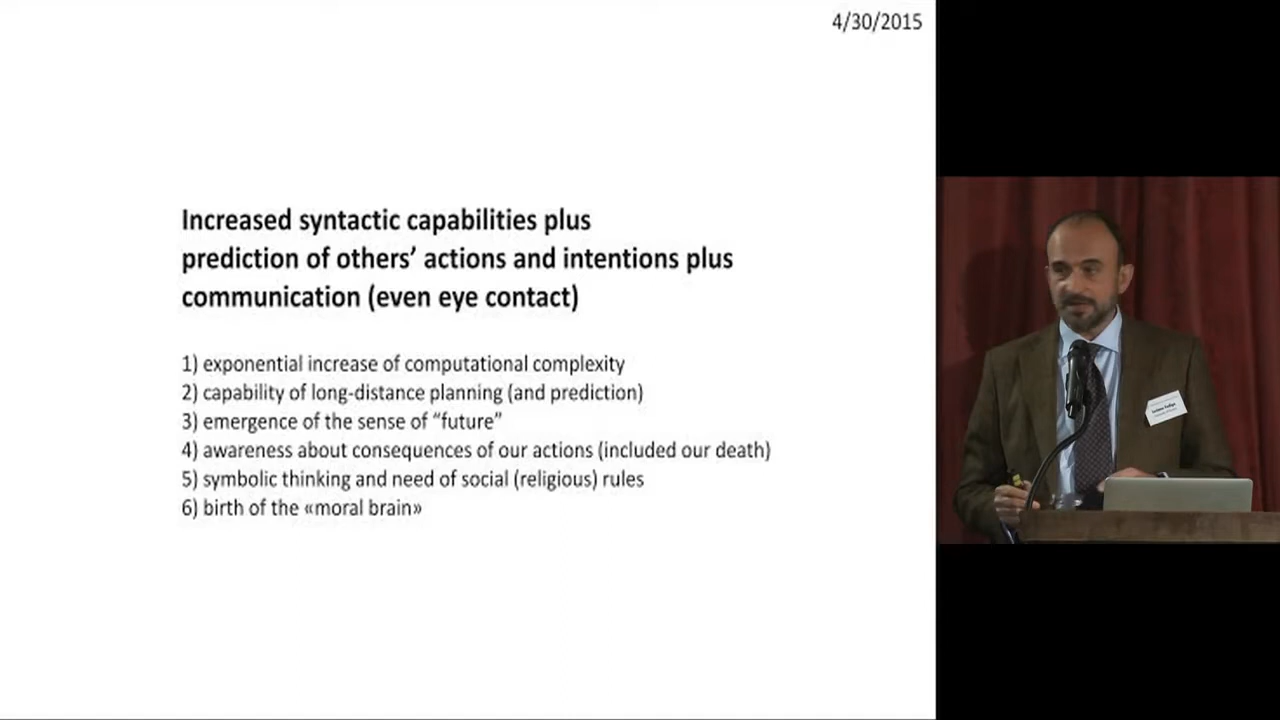 4/30/2015
Increased syntactic capabilities plus
prediction of others’ actions and intentions plus
communication (even eye contact)
1) exponential increase of computational complexity
2) capability of long-distance planning (and prediction)
3) emergence of the sense of “future”
4) awareness about consequences of our actions (included our death)
5) symbolic thinking and need of social (religious) rules
6) birth of the «moral brain»